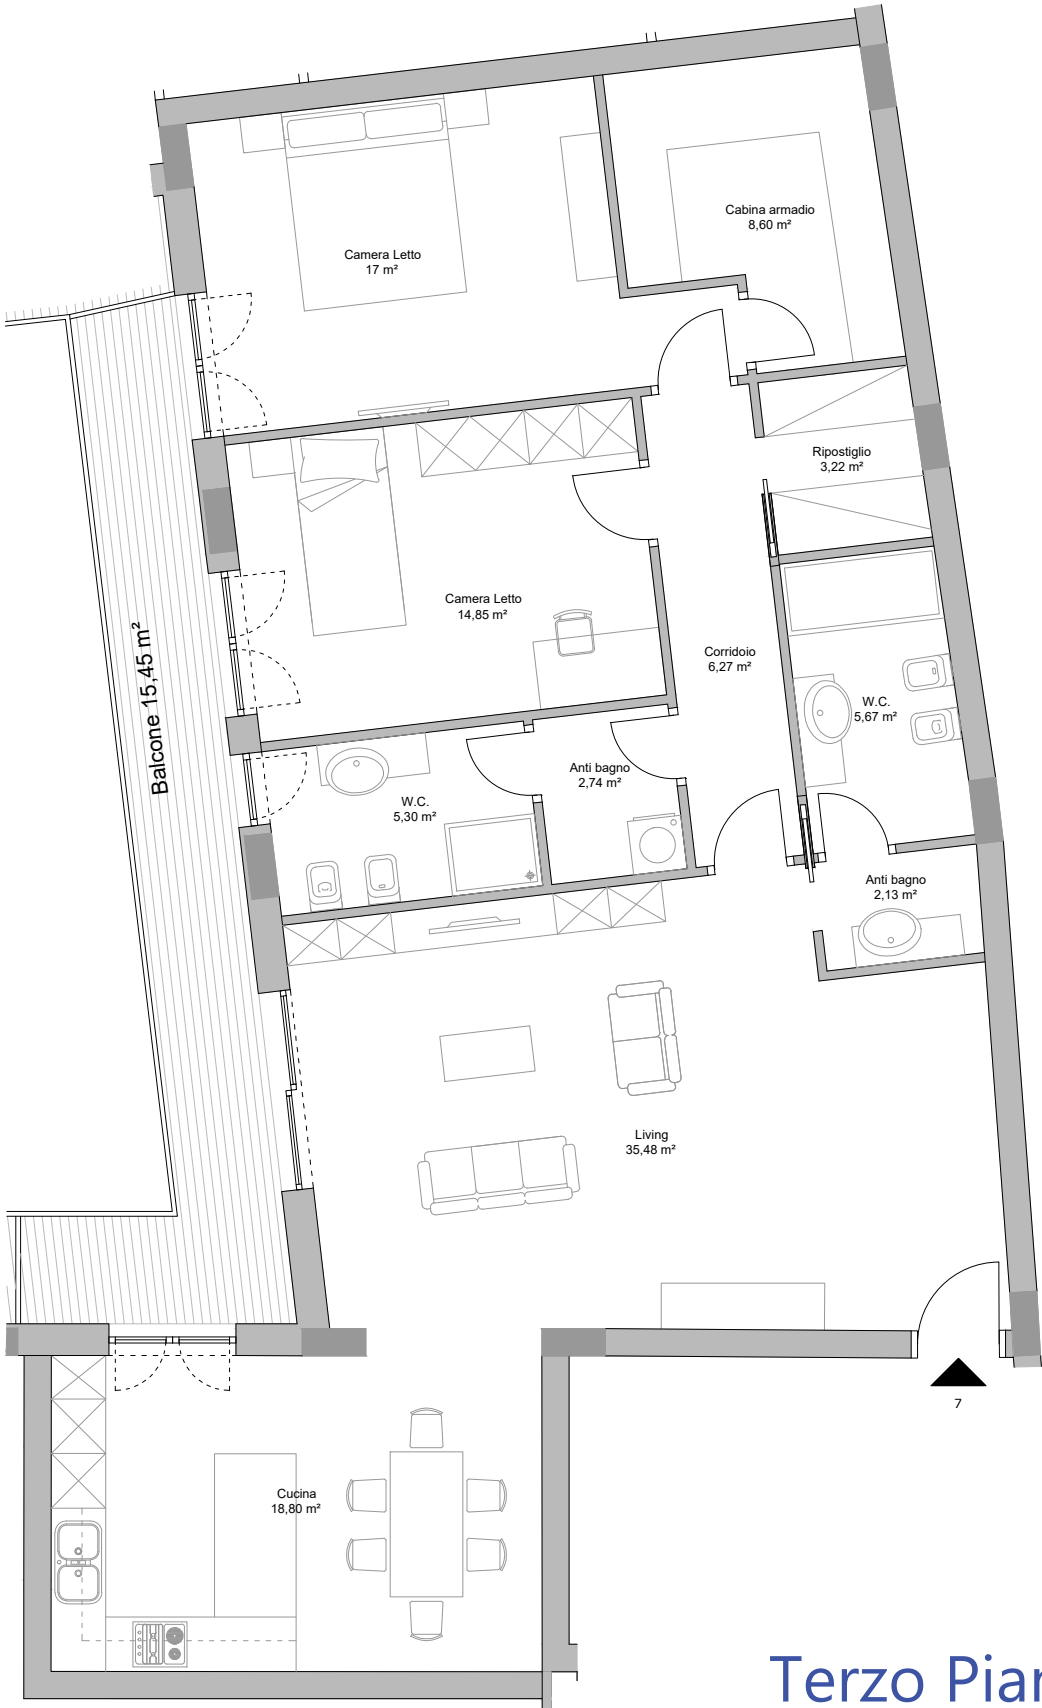 Cabina armadio
8,60 m²
Camera Letto
17 m²
Ripostiglio
3,22 m²
Camera Letto
14,85 m²
Balcone 15,45 m²
Corridoio
6,27 m²
W.C.
5,67 m²
Anti bagno
2,74 m²
W.C.
5,30 m²
Anti bagno
2,13 m²
Living
35,48 m²
7
Cucina
18,80 m²
Terzo Pian